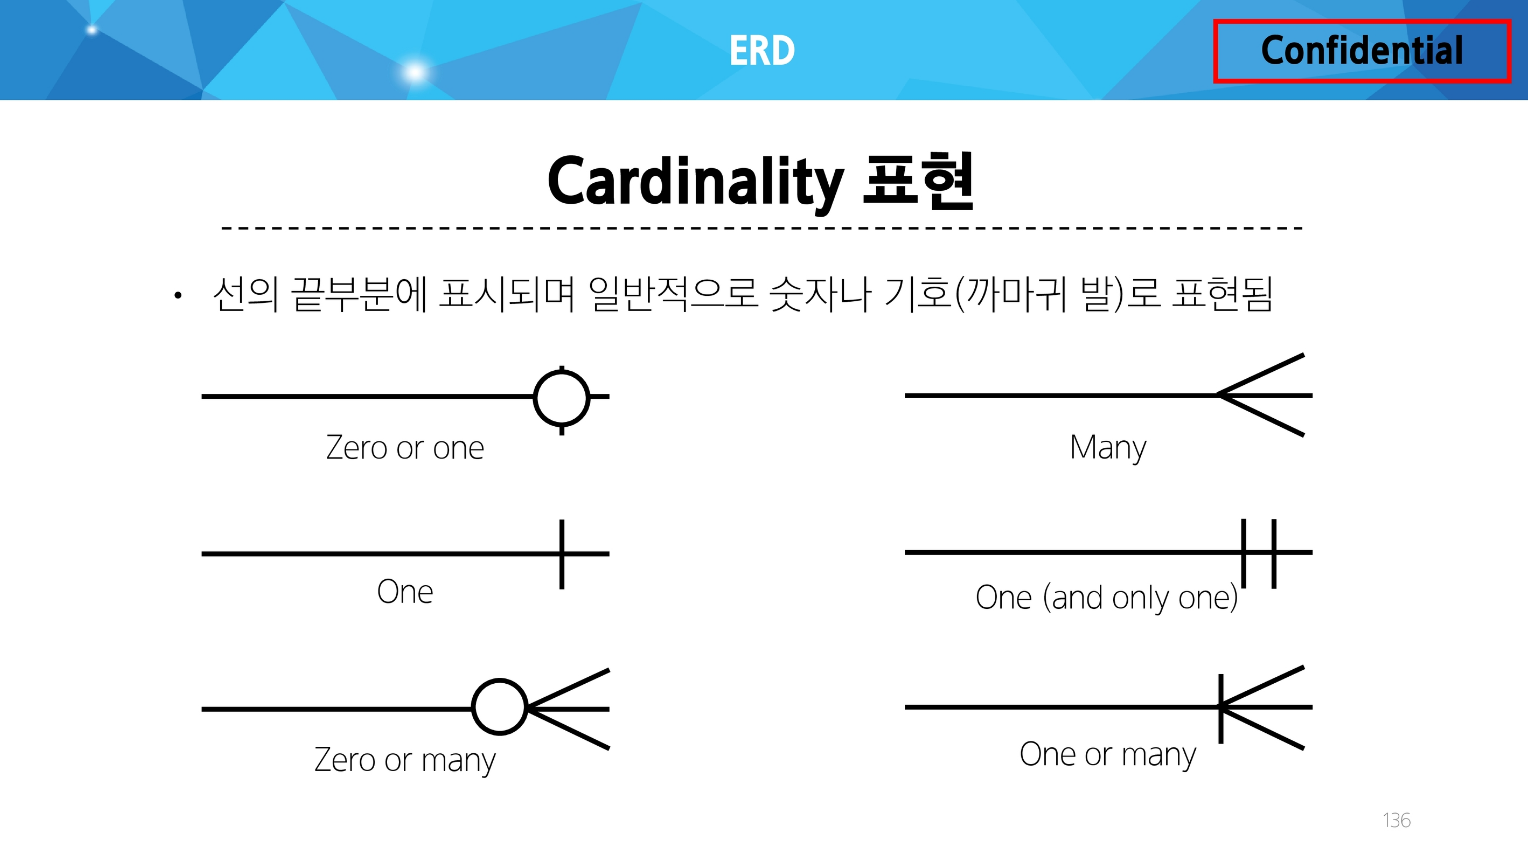 ERD
Confidential
Cardinality 표현
• 선의 끝부분에 표시되며 일반적으로 숫자나 기호(까마귀 발)로 표현됨
Zero or one
Many
One
One (and only one)
Zero or many
One or many
136